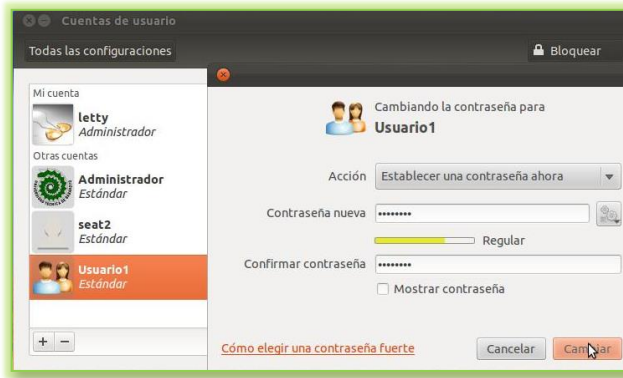 Cuentas de usuario
Todas las configuraciones
Bloquear
Mi cuenta
letty
Administrador
Otras cuentas
Administrador
Estándar
seat2
Estándar
Usuario1
Estándar
+ −
Cambiando la contraseña para
Usuario1
Acción Establecer una contraseña ahora
Contraseña nueva ••••••••
Regular
Confirmar contraseña ••••••••
Mostrar contraseña
Cómo elegir una contraseña fuerte
Cancelar Cambiar